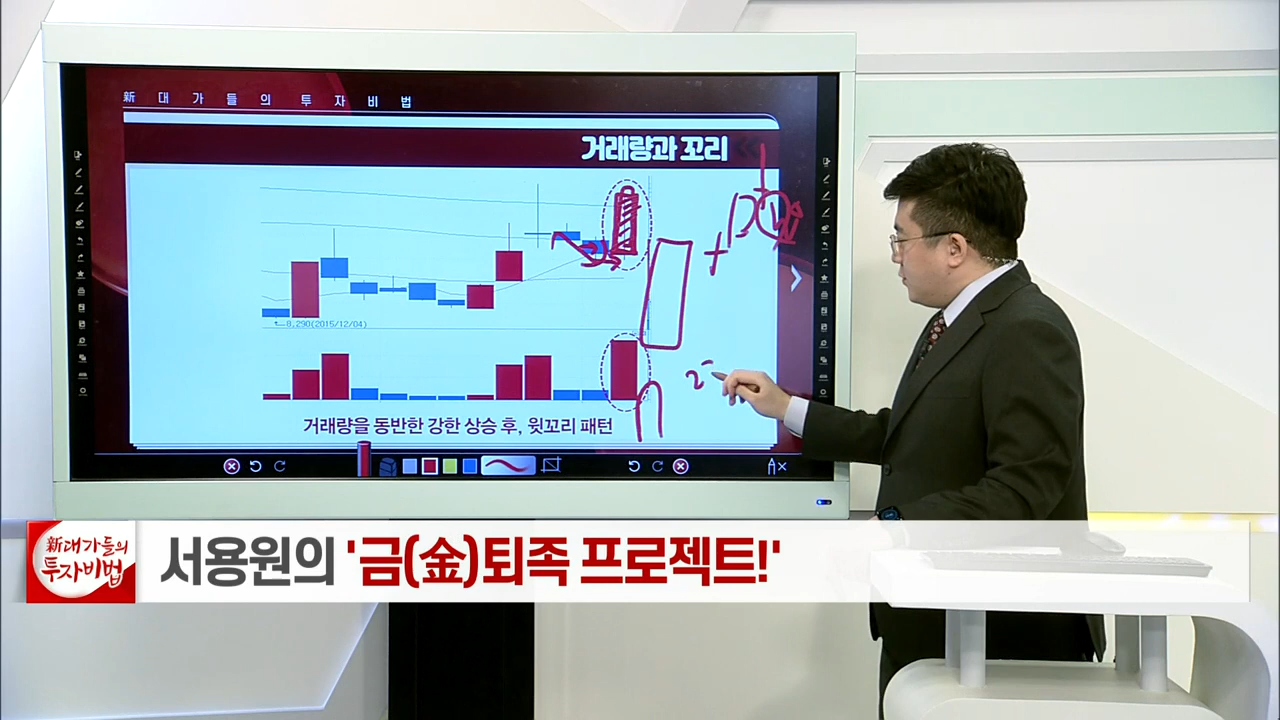 新 대 가 들 의 투 자 비 법
거래량과 꼬리
8,290(2015/12/04)
거래량을 동반한 강한 상승 후, 윗꼬리 패턴
新대가들의
투자비법
서용원의 '금(金)퇴족 프로젝트!'